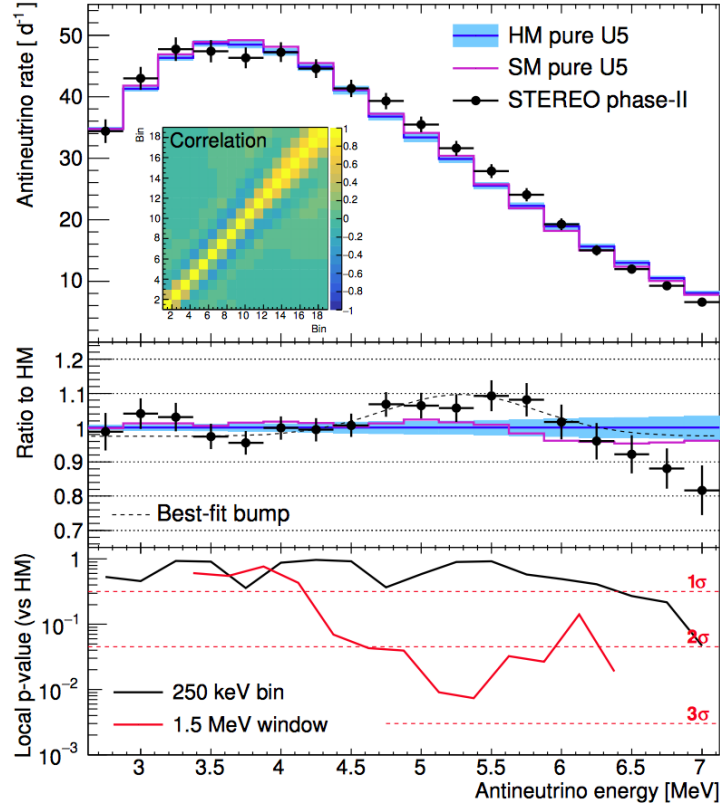 Antineutrino rate [ d⁻¹]
50
40
30
20
10
HM pure U5
SM pure U5
STEREO phase-II
Correlation
Bin
18
16
14
12
10
8
6
4
2
2 4 6 8 10 12 14 16 18
Bin
1
0.8
0.6
0.4
0.2
0
−0.2
−0.4
−0.6
−0.8
−1
Ratio to HM
1.2
1.1
1.0
0.9
0.8
0.7
Best-fit bump
Local p-value (vs HM)
1
10⁻¹
10⁻²
10⁻³
1σ
2σ
3σ
250 keV bin
1.5 MeV window
3 3.5 4 4.5 5 5.5 6 6.5 7
Antineutrino energy [MeV]